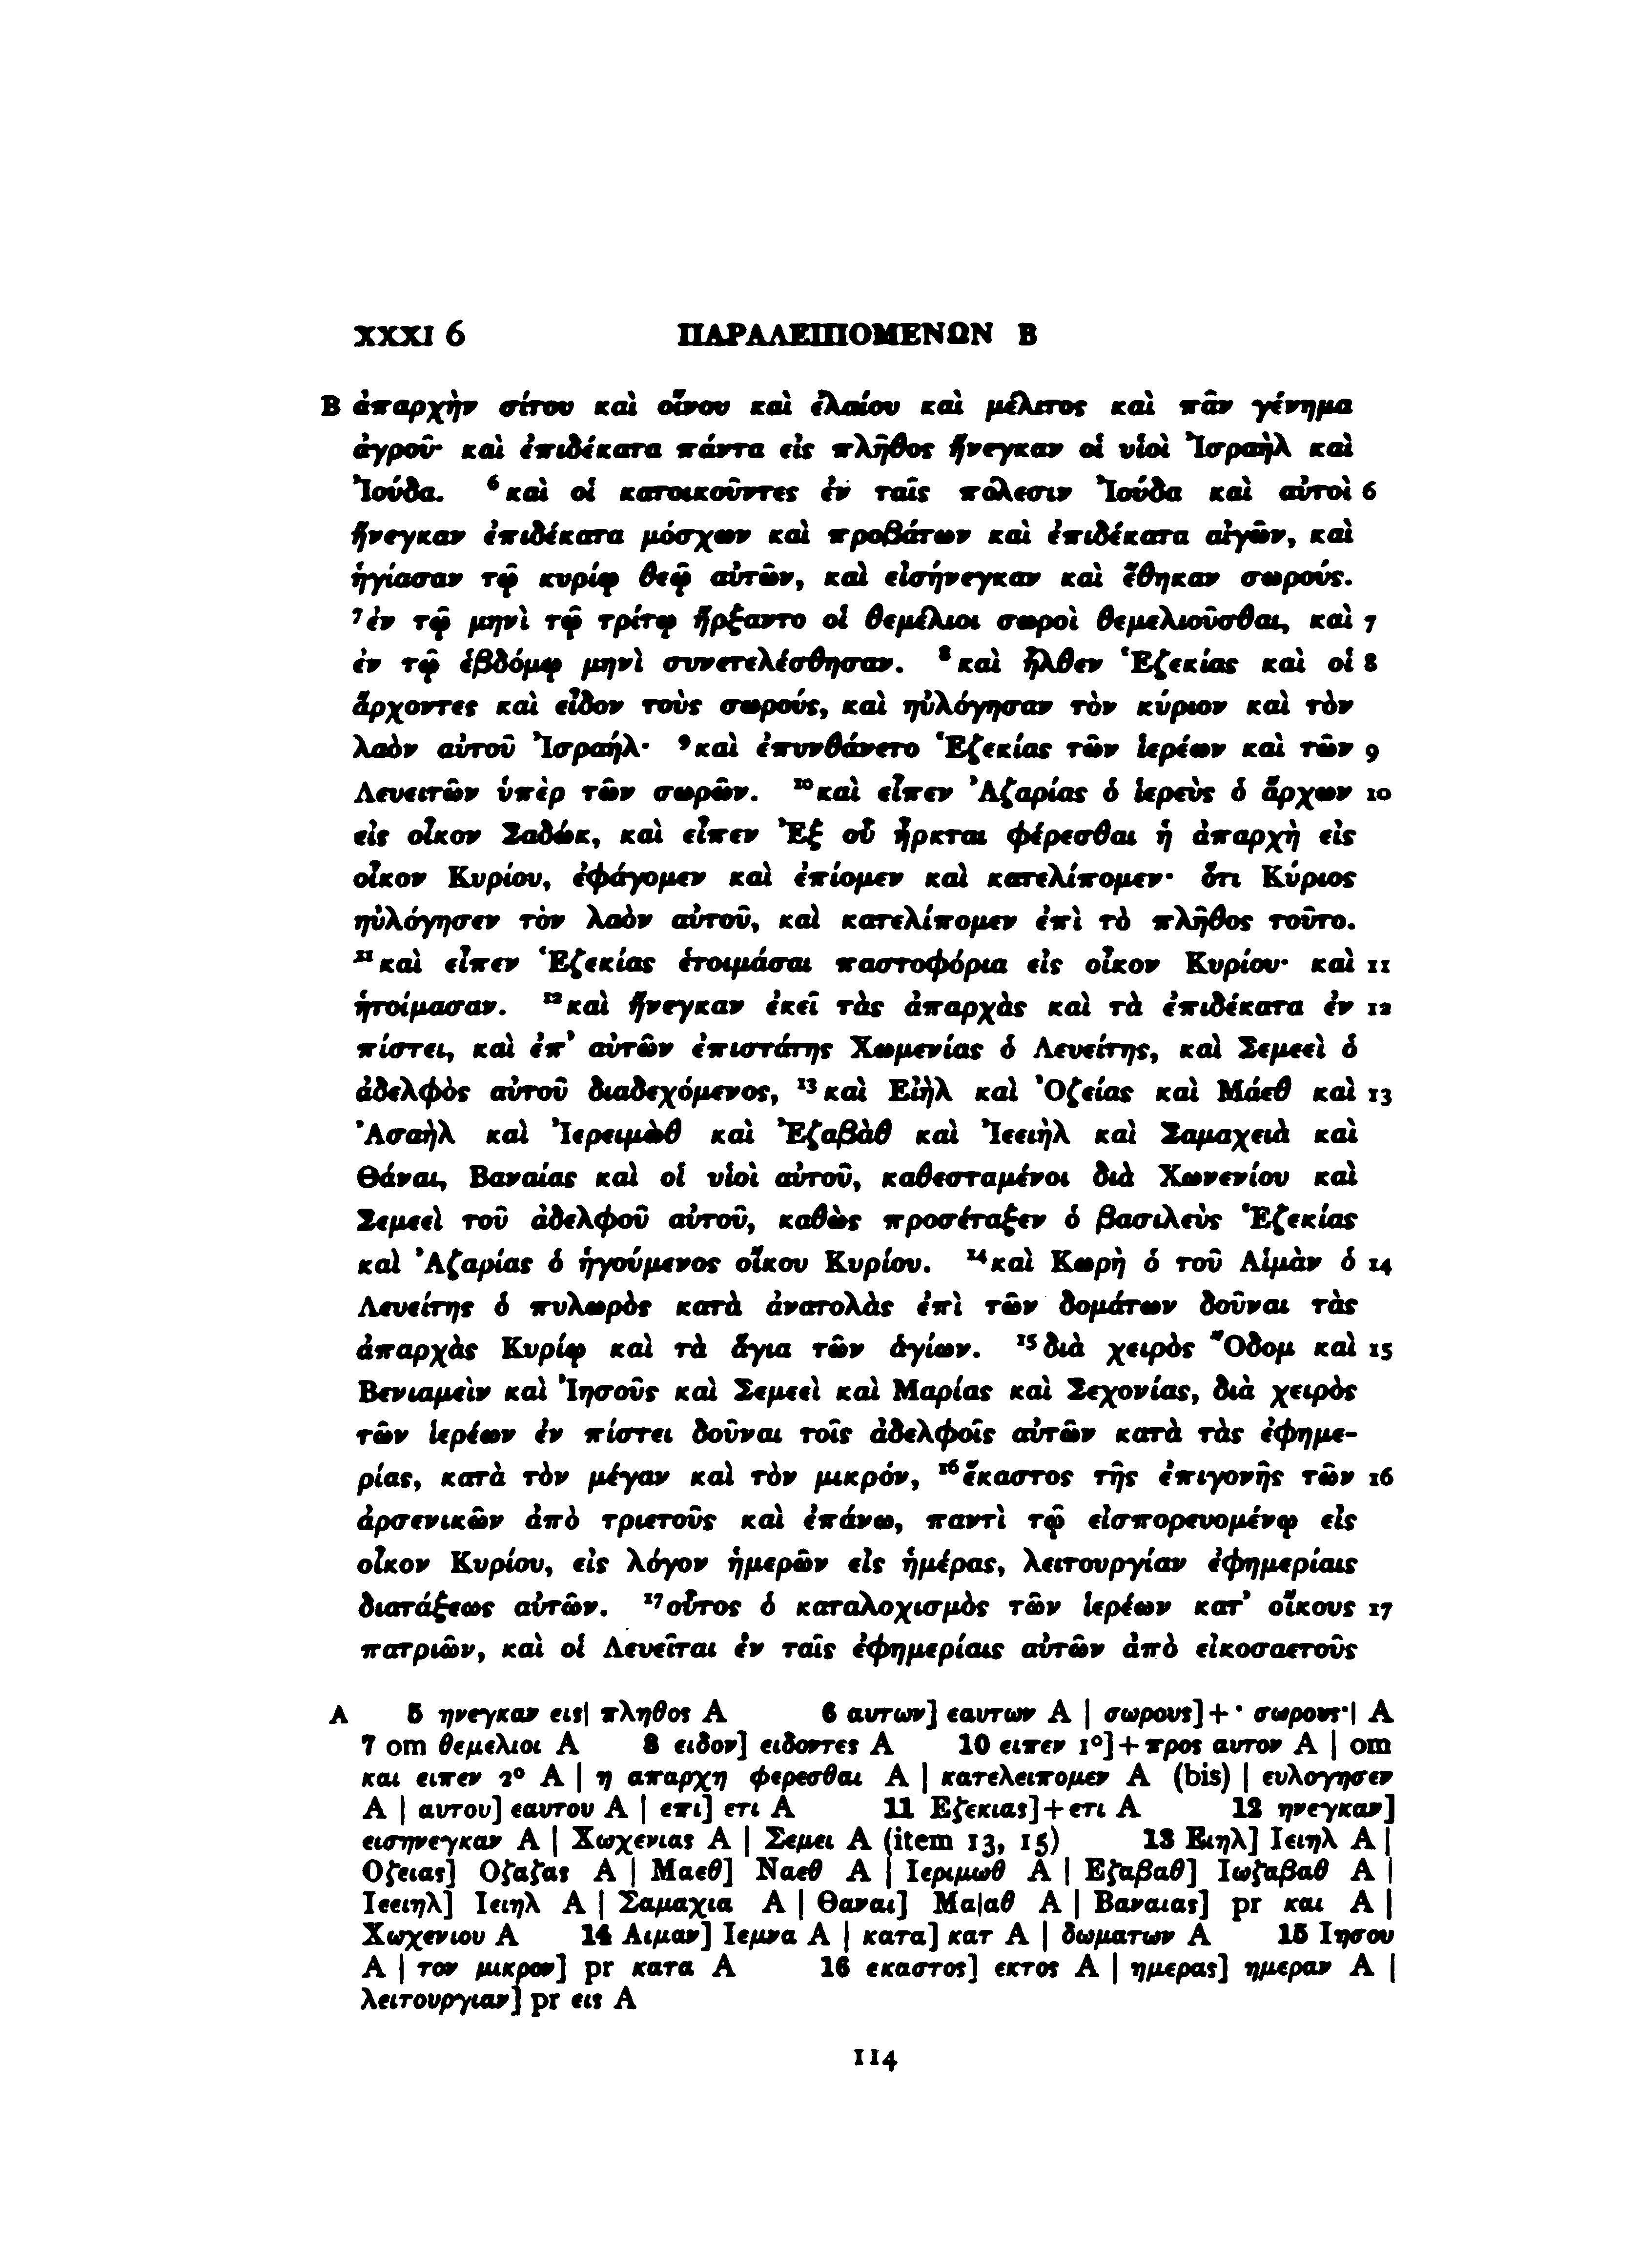 XXXI 6 ΠΑΡΑΛΕΙΠΟΜΕΝΩΝ Β
B ἀπαρχὴν σίτου καὶ οἴνου καὶ ἐλαίου καὶ μέλιτος καὶ πᾶν γένημα
ἀγροῦ· καὶ ἐπιδέκατα πάντα εἰς πλῆθος ἤνεγκαν οἱ υἱοὶ Ἰσραὴλ καὶ
Ἰούδα. ⁶καὶ οἱ κατοικοῦντες ἐν ταῖς πόλεσιν Ἰούδα καὶ αὐτοὶ 6
ἤνεγκαν ἐπιδέκατα μόσχων καὶ προβάτων καὶ ἐπιδέκατα αἰγῶν, καὶ
ἡγίασαν τῷ κυρίῳ θεῷ αὐτῶν, καὶ εἰσήνεγκαν καὶ ἔθηκαν σωρούς.
⁷ἐν τῷ μηνὶ τῷ τρίτῳ ἤρξαντο οἱ θεμέλιοι σωροὶ θεμελιοῦσθαι, καὶ 7
ἐν τῷ ἑβδόμῳ μηνὶ συνετελέσθησαν. ⁸καὶ ἦλθεν Ἑζεκίας καὶ οἱ 8
ἄρχοντες καὶ εἶδον τοὺς σωρούς, καὶ ηὐλόγησαν τὸν κύριον καὶ τὸν
λαὸν αὐτοῦ Ἰσραήλ· ⁹καὶ ἐπυνθάνετο Ἑζεκίας τῶν ἱερέων καὶ τῶν 9
Λευειτῶν ὑπὲρ τῶν σωρῶν. ¹⁰καὶ εἶπεν Ἀζαρίας ὁ ἱερεὺς ὁ ἄρχων 10
εἰς οἶκον Σαδώκ, καὶ εἶπεν Ἐξ οὗ ἦρκται φέρεσθαι ἡ ἀπαρχὴ εἰς
οἶκον Κυρίου, ἐφάγομεν καὶ ἐπίομεν καὶ κατελίπομεν· ὅτι Κύριος
ηὐλόγησεν τὸν λαὸν αὐτοῦ, καὶ κατελίπομεν ἐπὶ τὸ πλῆθος τοῦτο.
¹¹καὶ εἶπεν Ἑζεκίας ἑτοιμάσαι παστοφόρια εἰς οἶκον Κυρίου· καὶ 11
ἡτοίμασαν. ¹²καὶ ἤνεγκαν ἐκεῖ τὰς ἀπαρχὰς καὶ τὰ ἐπιδέκατα ἐν 12
πίστει, καὶ ἐπ’ αὐτῶν ἐπιστάτης Χωμενίας ὁ Λευείτης, καὶ Σεμεεὶ ὁ
ἀδελφὸς αὐτοῦ διαδεχόμενος, ¹³καὶ Εἰὴλ καὶ Ὀζείας καὶ Μάεθ καὶ 13
Ἀσαὴλ καὶ Ἰερειμὼθ καὶ Ἐζαβὰθ καὶ Ἰεειὴλ καὶ Σαμαχειὰ καὶ
Θάναι, Βαναίας καὶ οἱ υἱοὶ αὐτοῦ, καθεσταμένοι διὰ Χωνενίου καὶ
Σεμεεὶ τοῦ ἀδελφοῦ αὐτοῦ, καθὼς προσέταξεν ὁ βασιλεὺς Ἑζεκίας
καὶ Ἀζαρίας ὁ ἡγούμενος οἴκου Κυρίου. ¹⁴καὶ Κωρὴ ὁ τοῦ Αἱμὰν ὁ 14
Λευείτης ὁ πυλωρὸς κατὰ ἀνατολὰς ἐπὶ τῶν δομάτων δοῦναι τὰς
ἀπαρχὰς Κυρίῳ καὶ τὰ ἅγια τῶν ἁγίων. ¹⁵διὰ χειρὸς Ὄδομ καὶ 15
Βενιαμεὶν καὶ Ἰησοῦς καὶ Σεμεεὶ καὶ Μαρίας καὶ Σεχονίας, διὰ χειρὸς
τῶν ἱερέων ἐν πίστει δοῦναι τοῖς ἀδελφοῖς αὐτῶν κατὰ τὰς ἐφημε-
ρίας, κατὰ τὸν μέγαν καὶ τὸν μικρόν, ¹⁶ἕκαστος τῆς ἐπιγονῆς τῶν 16
ἀρσενικῶν ἀπὸ τριετοῦς καὶ ἐπάνω, παντὶ τῷ εἰσπορευομένῳ εἰς
οἶκον Κυρίου, εἰς λόγον ἡμερῶν εἰς ἡμέρας, λειτουργίαν ἐφημερίαις
διατάξεως αὐτῶν. ¹⁷οὗτος ὁ καταλοχισμὸς τῶν ἱερέων κατ’ οἴκους 17
πατριῶν, καὶ οἱ Λευεῖται ἐν ταῖς ἐφημερίαις αὐτῶν ἀπὸ εἰκοσαετοῦς
A 5 ηνεγκαν εις| πληθος A 6 αυτων] εαυτων A | σωρους]+· σωρους·| A
7 om θεμελιοι A 8 ειδον] ειδοντες A 10 ειπεν 1º]+προς αυτον A | om
και ειπεν 2º A | η απαρχη φερεσθαι A | κατελειπομεν A (bis) | ευλογησεν
A | αυτου] εαυτου A | επι] ετι A 11 Εζεκιας]+ετι A 12 ηνεγκαν]
εισηνεγκαν A | Χωχενιας A | Σεμει A (item 13, 15) 13 Ειηλ] Ιειηλ A |
Οζειας] Οζαζας A | Μαεθ] Ναεθ A | Ιεριμωθ A | Εζαβαθ] Ιωζαβαθ A |
Ιεειηλ] Ιειηλ A | Σαμαχια A | Θαναι] Μα|αθ A | Βαναιας] pr και A |
Χωχενιου A 14 Αιμαν] Ιεμνα A | κατα] κατ A | δωματων A 15 Ιησου
A | τον μικρον] pr κατα A 16 εκαστος] εκτος A | ημερας] ημεραν A |
λειτουργιαν] pr εις A
114